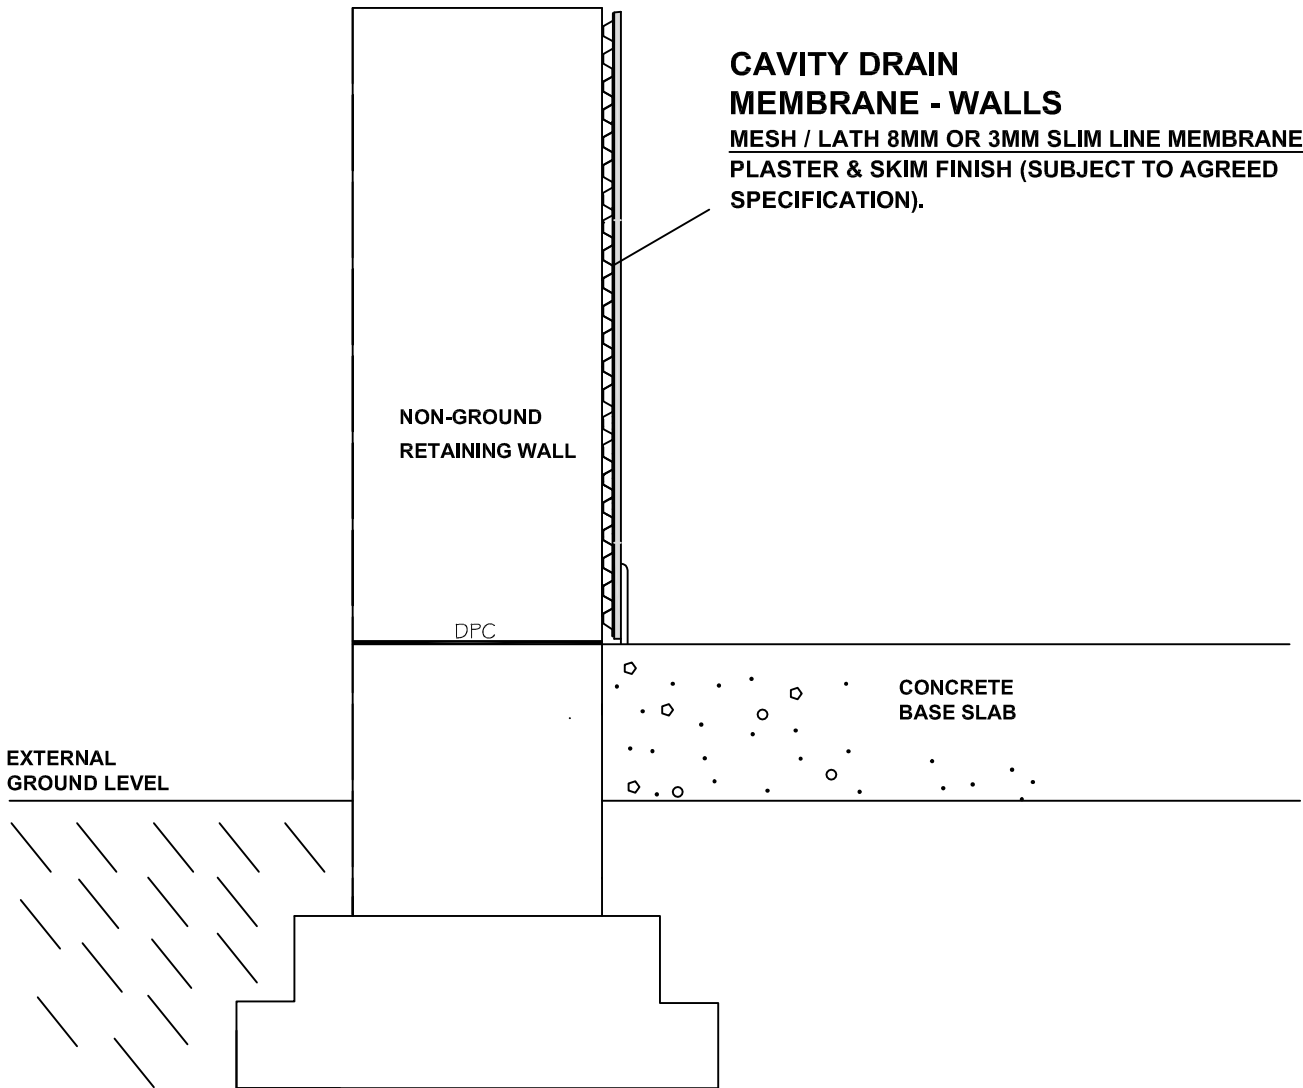 CAVITY DRAIN
MEMBRANE - WALLS
MESH / LATH 8MM OR 3MM SLIM LINE MEMBRANE
PLASTER & SKIM FINISH (SUBJECT TO AGREED
SPECIFICATION).
NON-GROUND
RETAINING WALL
DPC
CONCRETE
BASE SLAB
EXTERNAL
GROUND LEVEL